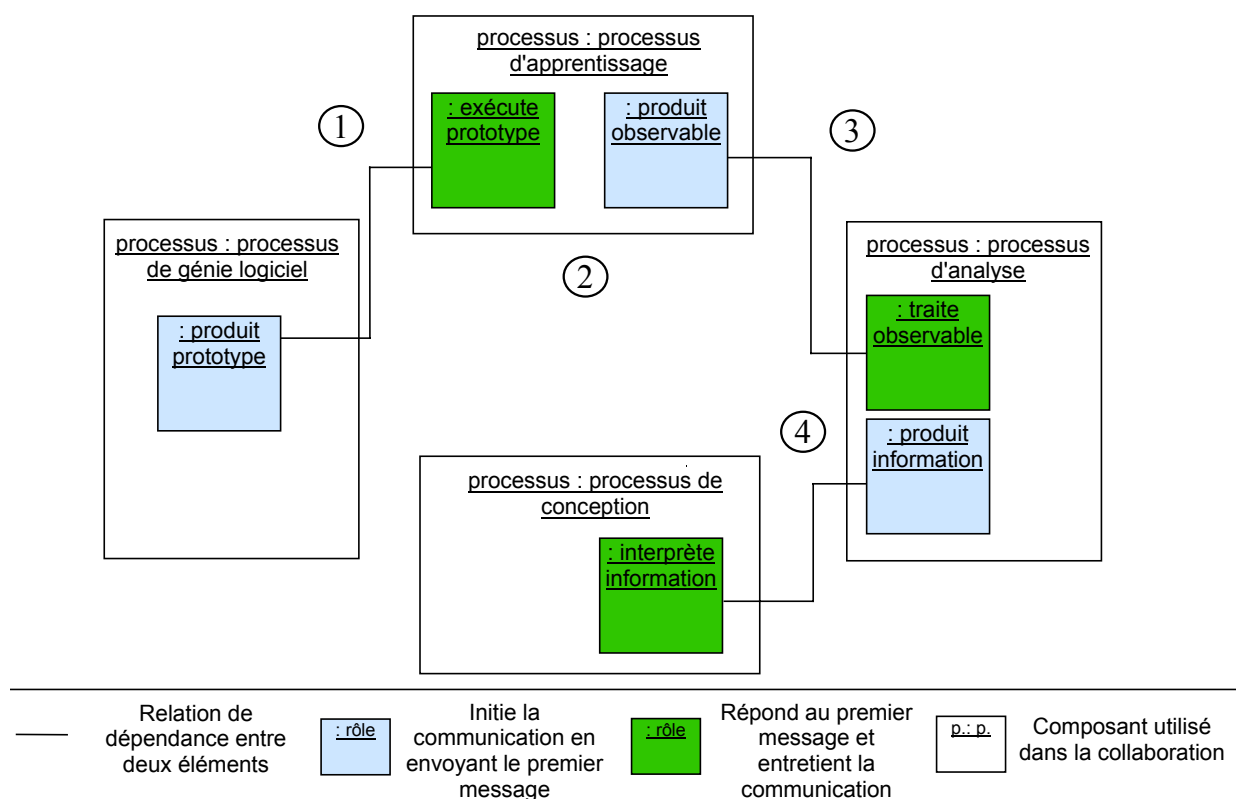 processus : processus
d'apprentissage
: exécute
prototype
: produit
observable
1
3
processus : processus
de génie logiciel
: produit
prototype
2
processus : processus
d'analyse
: traite
observable
: produit
information
4
processus : processus de
conception
: interprète
information
Relation de
dépendance entre
deux éléments
: rôle
Initie la
communication en
envoyant le premier
message
: rôle
Répond au premier
message et
entretient la
communication
p.: p.
Composant utilisé
dans la collaboration